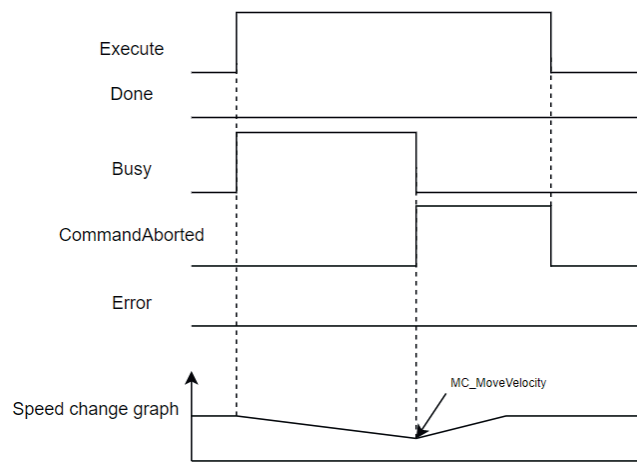 Execute
Done
Busy
CommandAborted
Error
MC_MoveVelocity
Speed change graph